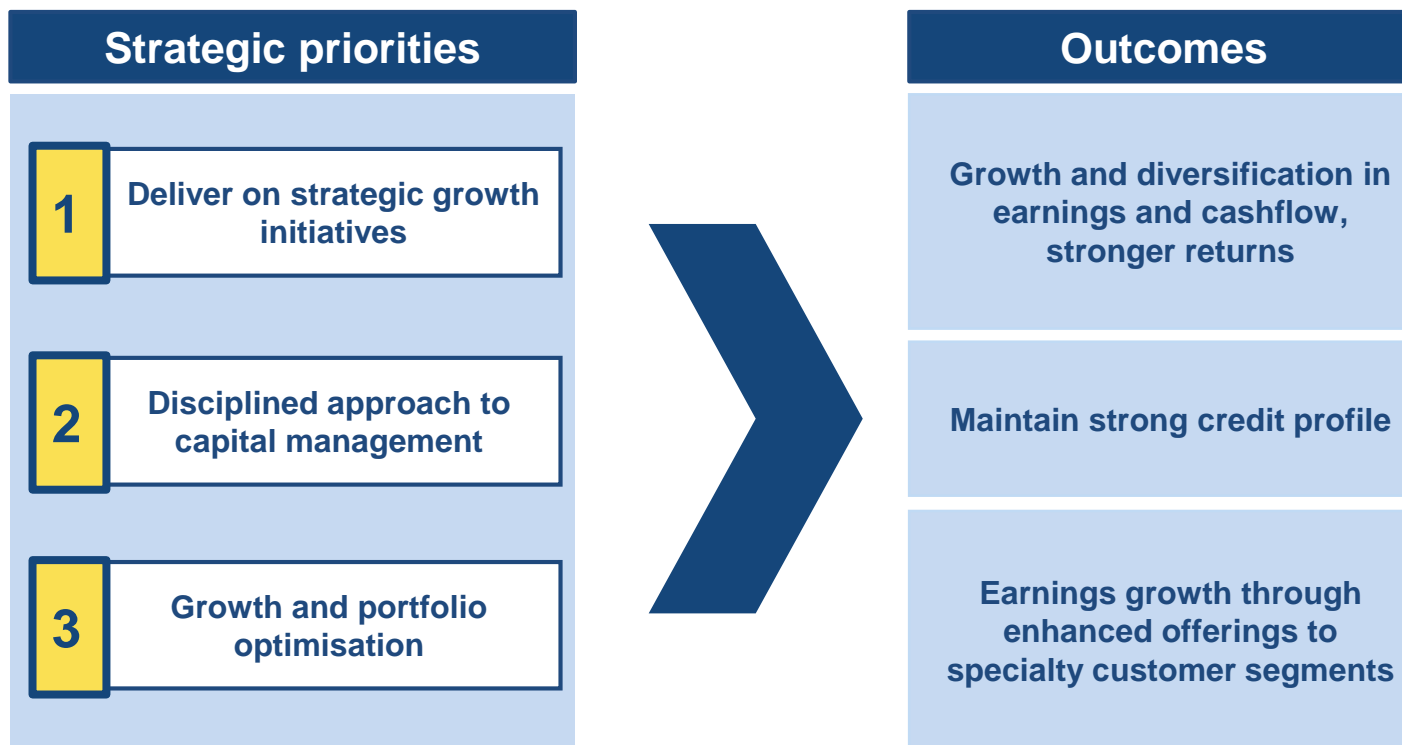 Strategic priorities
1
Deliver on strategic growth
initiatives
2
Disciplined approach to
capital management
3
Growth and portfolio
optimisation
Outcomes
Growth and diversification in
earnings and cashflow,
stronger returns
Maintain strong credit profile
Earnings growth through
enhanced offerings to
specialty customer segments